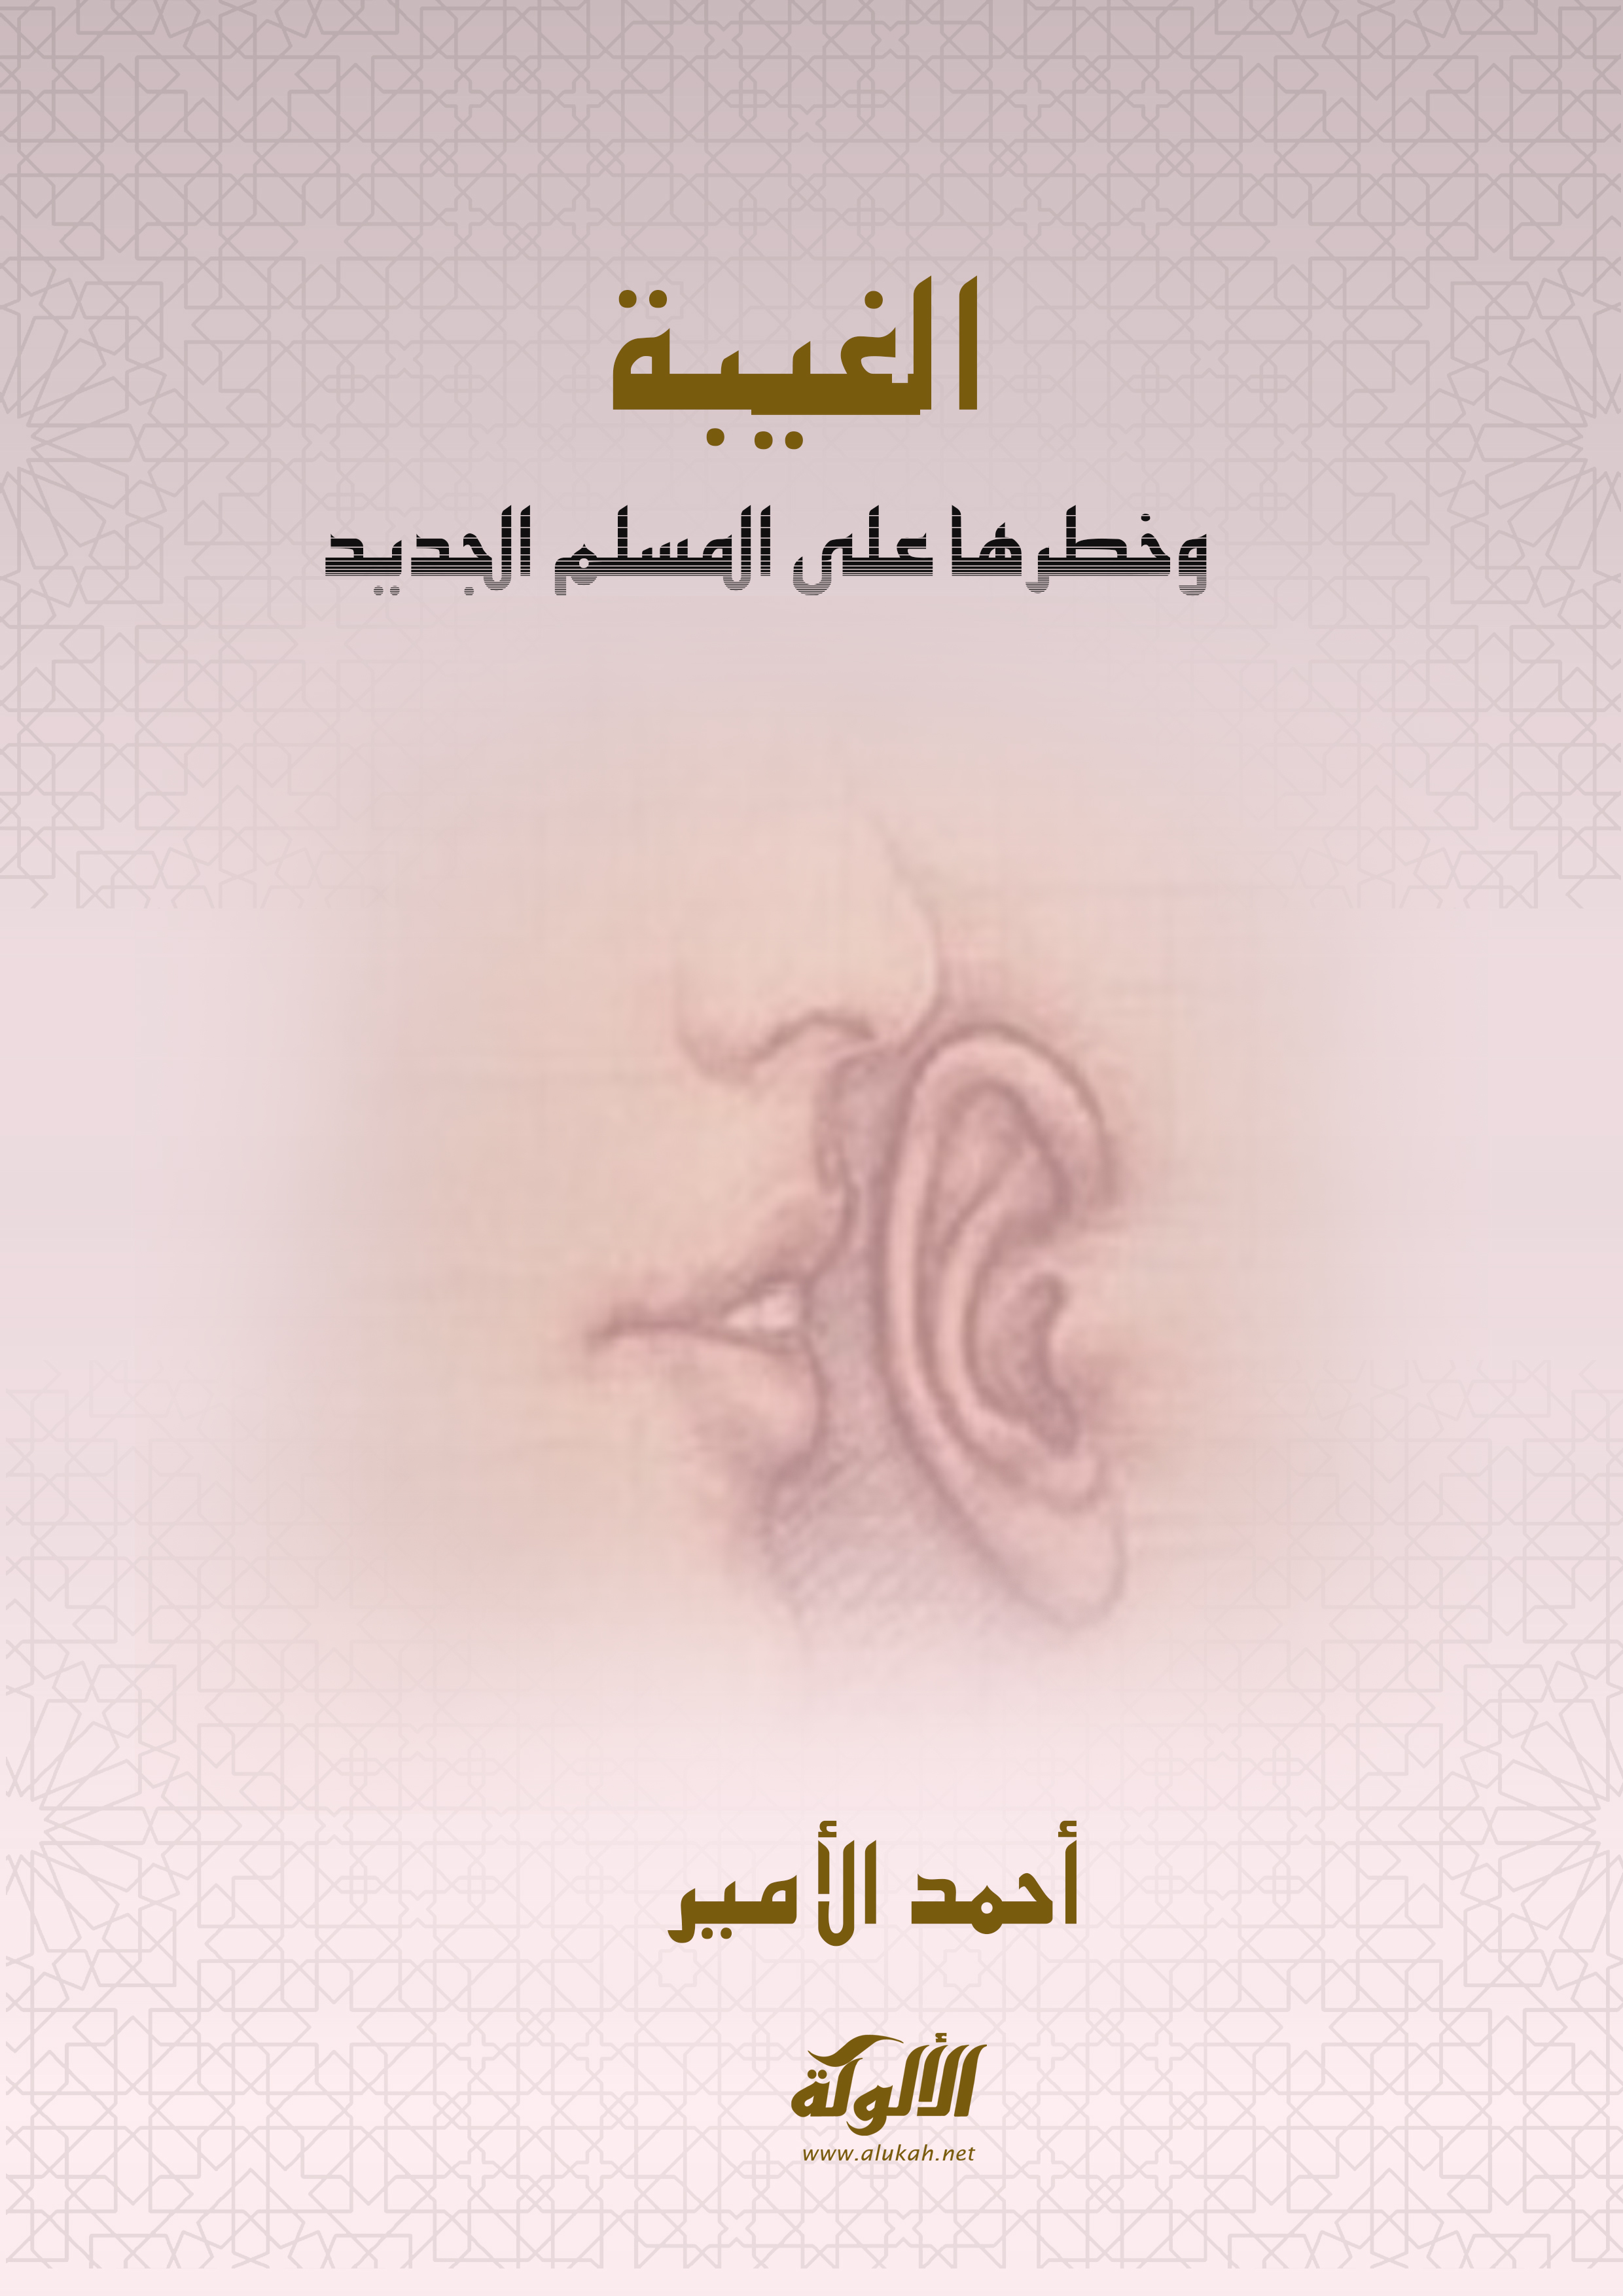 الغيبة
وخطرها على المسلم الجديد
أحمد الأمير
الألوكة
www.alukah.net